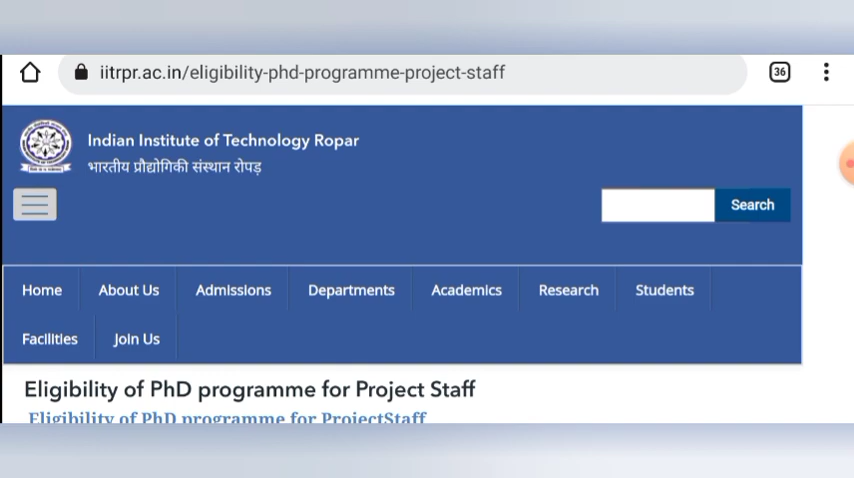 iitrpr.ac.in/eligibility-phd-programme-project-staff
36
Indian Institute of Technology Ropar
भारतीय प्रौद्योगिकी संस्थान रोपड़
Search
Home About Us Admissions Departments Academics Research Students
Facilities Join Us
Eligibility of PhD programme for Project Staff
Eligibility of PhD programme for ProjectStaff